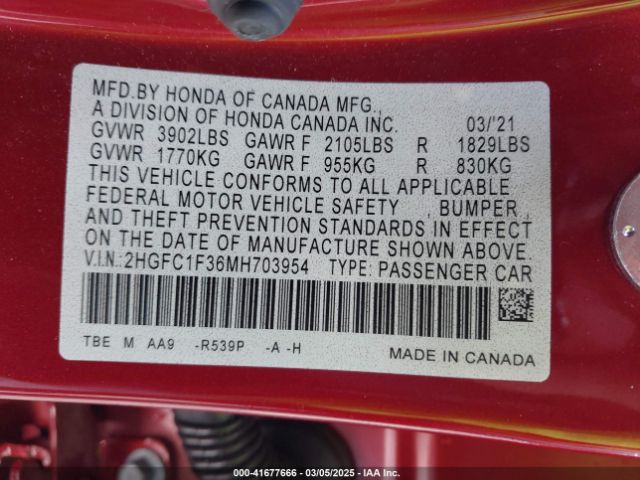 MFD.BY HONDA OF CANADA MFG.,
A DIVISION OF HONDA CANADA INC. 03/'21
GVWR 3902LBS GAWR F 2105LBS R 1829LBS
GVWR 1770KG GAWR F 955KG R 830KG
THIS VEHICLE CONFORMS TO ALL APPLICABLE
FEDERAL MOTOR VEHICLE SAFETY , BUMPER ,
AND THEFT PREVENTION STANDARDS IN EFFECT
ON THE DATE OF MANUFACTURE SHOWN ABOVE.
V.I.N.:2HGFC1F36MH703954 TYPE: PASSENGER CAR
TBE M AA9 -R539P -A -H MADE IN CANADA
000-41677666 - 03/05/2025 - IAA Inc.